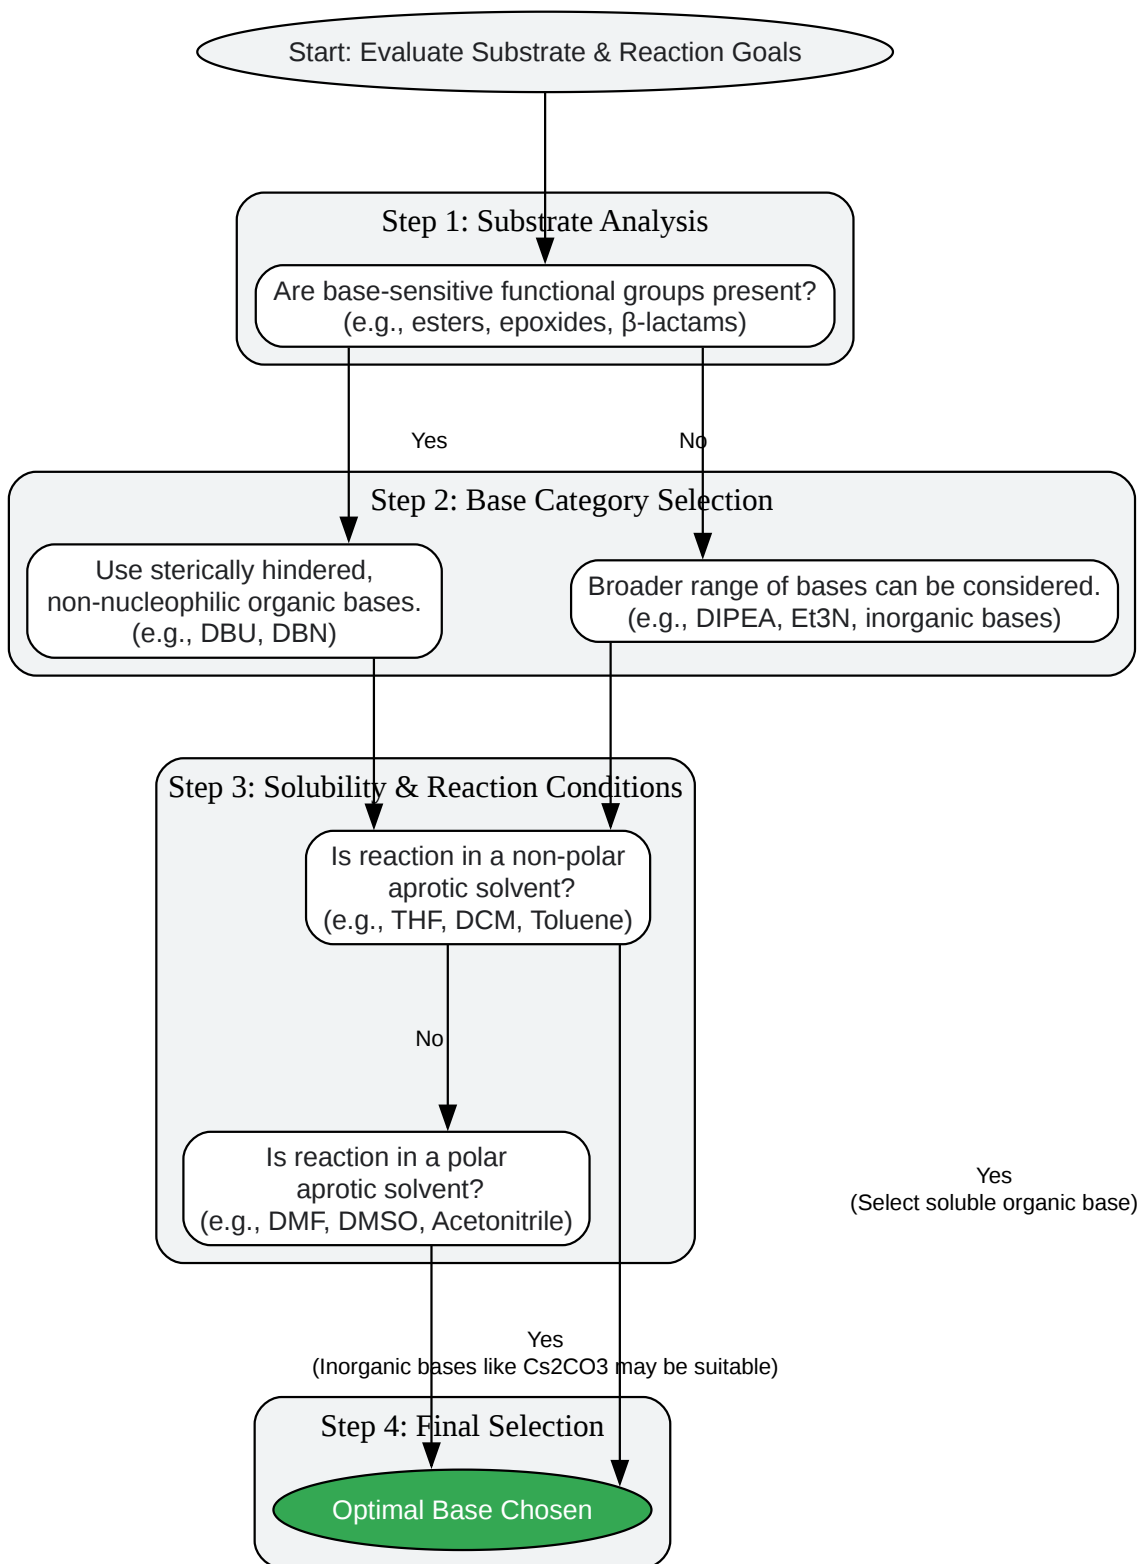 Start: Evaluate Substrate & Reaction Goals
Step 1: Substrate Analysis
Are base-sensitive functional groups present?
(e.g., esters, epoxides, β-lactams)
Yes
No
Step 2: Base Category Selection
Use sterically hindered,
non-nucleophilic organic bases.
(e.g., DBU, DBN)
Broader range of bases can be considered.
(e.g., DIPEA, Et3N, inorganic bases)
Step 3: Solubility & Reaction Conditions
Is reaction in a non-polar
aprotic solvent?
(e.g., THF, DCM, Toluene)
No
Is reaction in a polar
aprotic solvent?
(e.g., DMF, DMSO, Acetonitrile)
Yes
(Select soluble organic base)
Yes
(Inorganic bases like Cs2CO3 may be suitable)
Step 4: Final Selection
Optimal Base Chosen